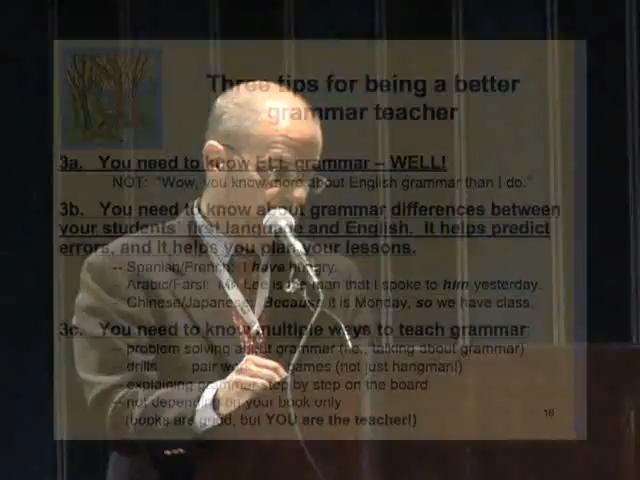 Three tips for being a better
grammar teacher
3a. You need to know ELL grammar – WELL!
NOT: "Wow, you know more about English grammar than I do."
3b. You need to know about grammar differences between
your students' first language and English. It helps predict
errors, and it helps you plan your lessons.
-- Spanish/French: I have hungry.
-- Arabic/Farsi: Mr. Lee is the man that I spoke to him yesterday.
-- Chinese/Japanese: Because it is Monday, so we have class.
3c. You need to know multiple ways to teach grammar
-- problem solving about grammar (i.e., talking about grammar)
-- drills pair work games (not just hangman!)
-- explaining grammar step by step on the board
-- not depending on your book only
(books are good, but YOU are the teacher!)
16